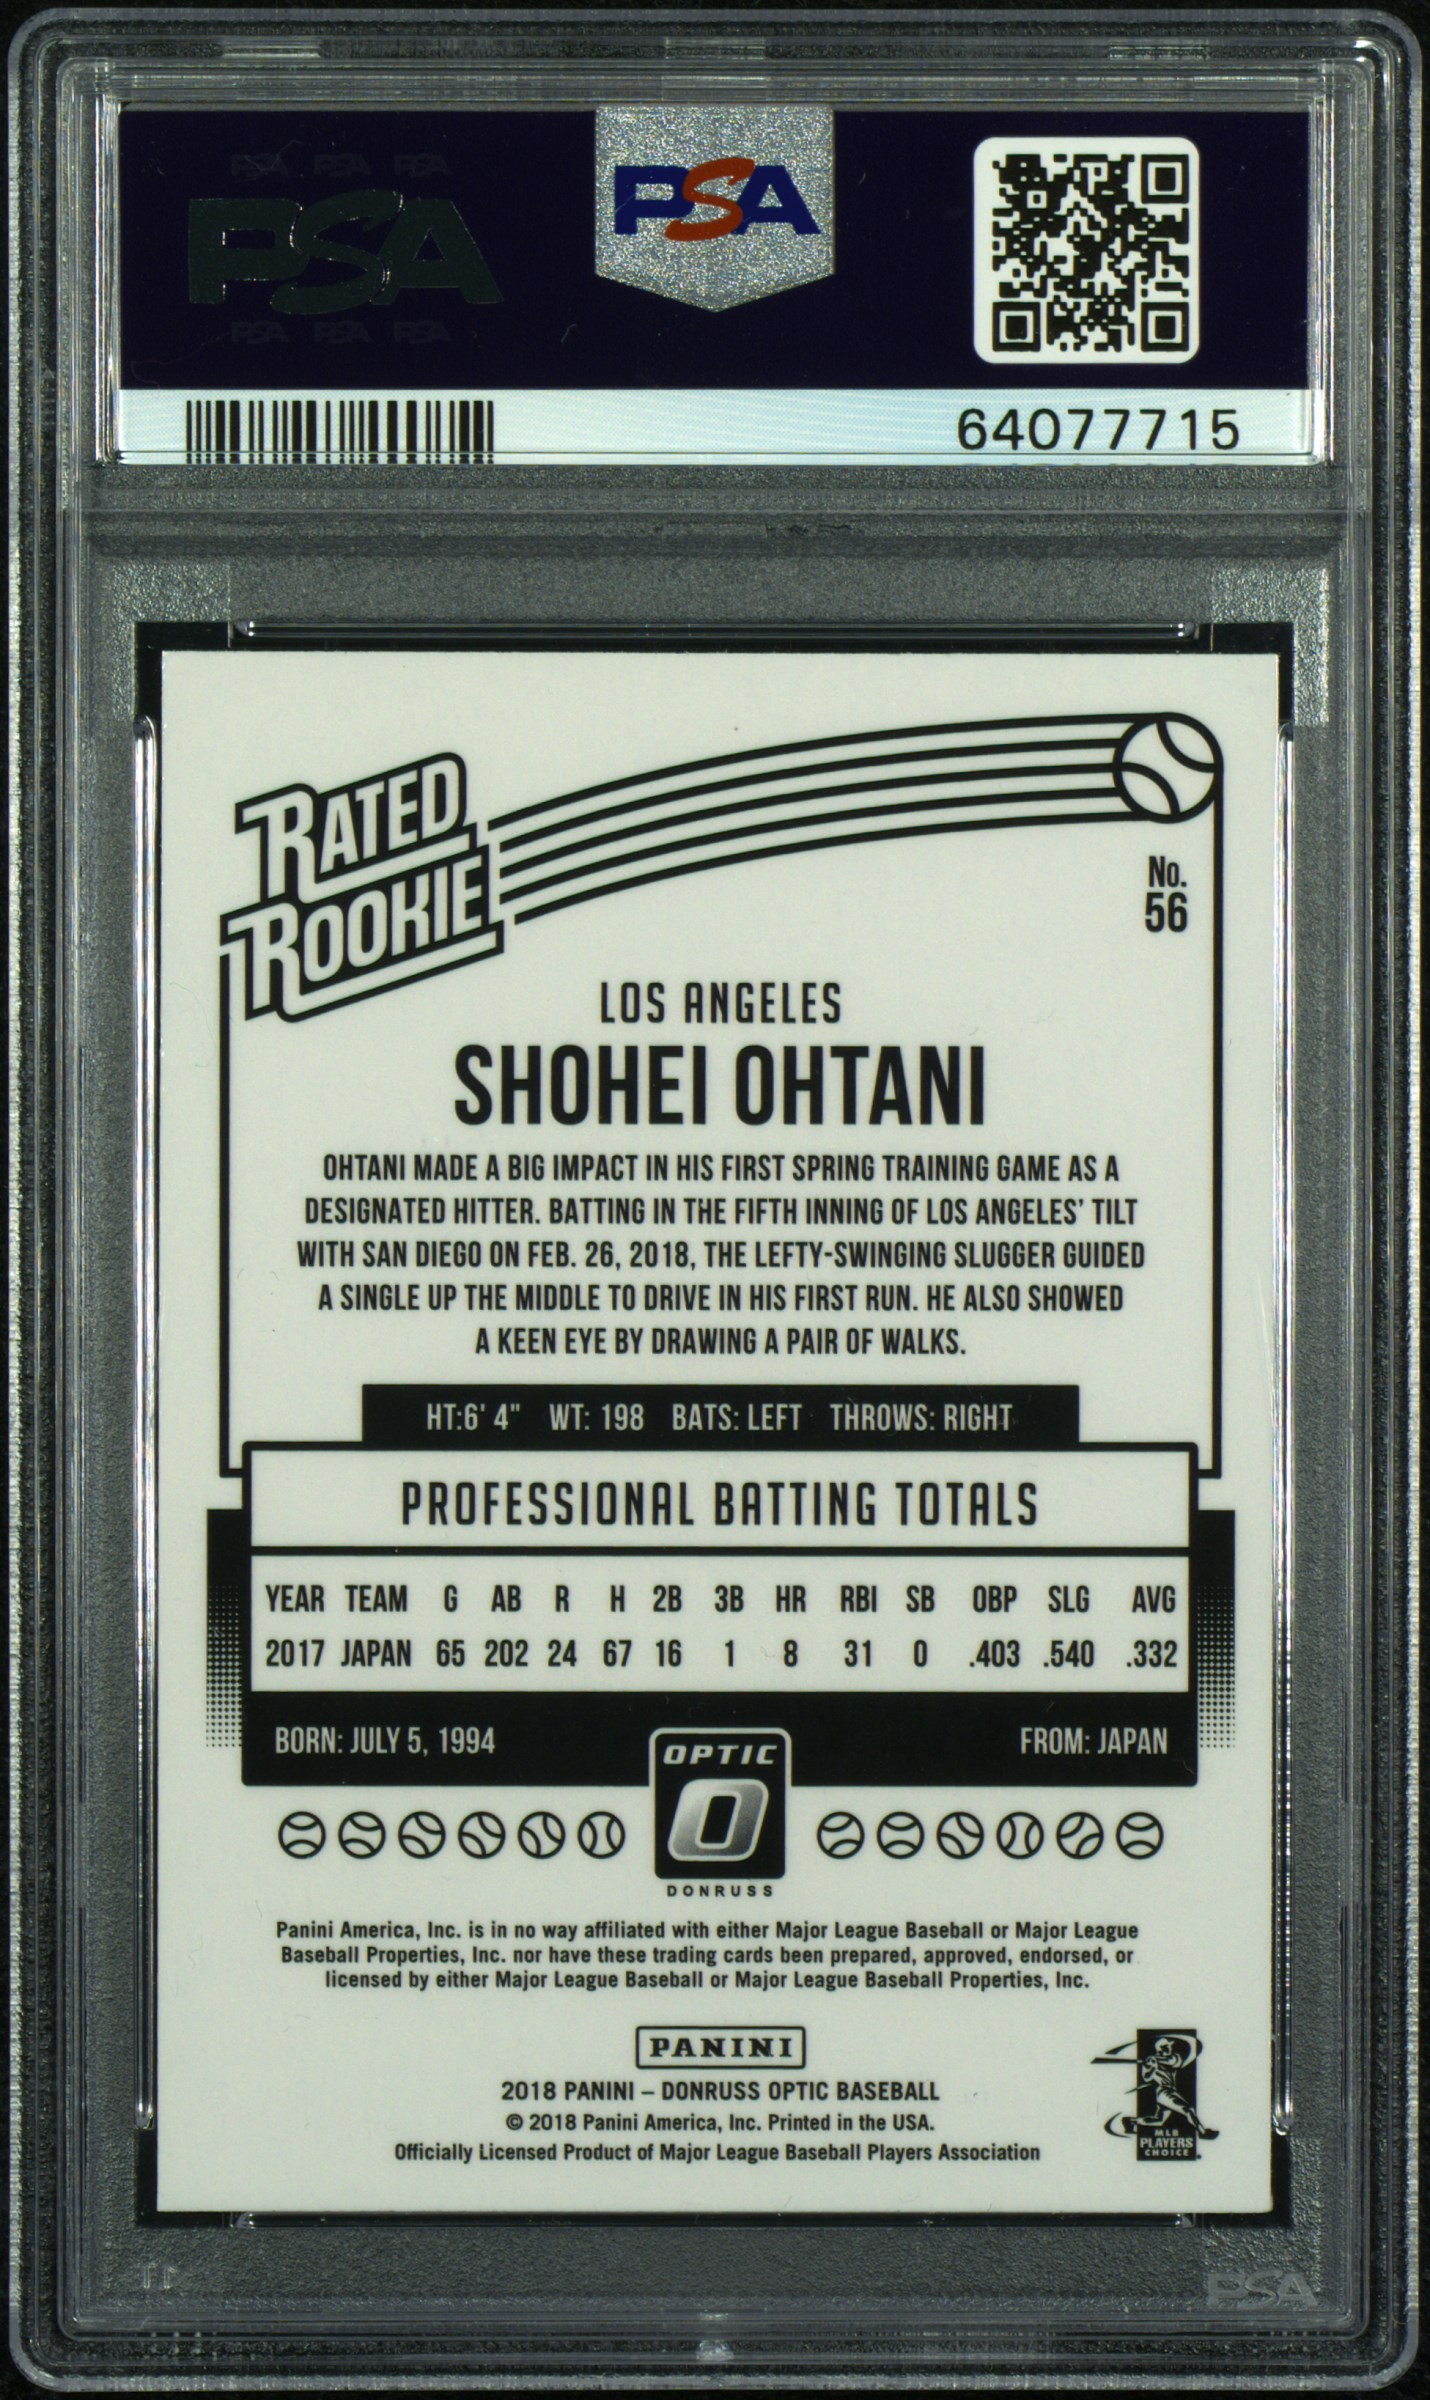 PSA PSA PSA
PSA
PSA PSA PSA
PSA
64077715
RATED
ROOKIE
No.
56
LOS ANGELES
SHOHEI OHTANI
OHTANI MADE A BIG IMPACT IN HIS FIRST SPRING TRAINING GAME AS A
DESIGNATED HITTER. BATTING IN THE FIFTH INNING OF LOS ANGELES' TILT
WITH SAN DIEGO ON FEB. 26, 2018, THE LEFTY-SWINGING SLUGGER GUIDED
A SINGLE UP THE MIDDLE TO DRIVE IN HIS FIRST RUN. HE ALSO SHOWED
A KEEN EYE BY DRAWING A PAIR OF WALKS.
HT:6' 4" WT: 198 BATS: LEFT THROWS: RIGHT
PROFESSIONAL BATTING TOTALS
YEAR TEAM G AB R H 2B 3B HR RBI SB OBP SLG AVG
2017 JAPAN 65 202 24 67 16 1 8 31 0 .403 .540 .332
BORN: JULY 5, 1994 FROM: JAPAN
OPTIC
O
DONRUSS
Panini America, Inc. is in no way affiliated with either Major League Baseball or Major League
Baseball Properties, Inc. nor have these trading cards been prepared, approved, endorsed, or
licensed by either Major League Baseball or Major League Baseball Properties, Inc.
PANINI
2018 PANINI – DONRUSS OPTIC BASEBALL
© 2018 Panini America, Inc. Printed in the USA.
Officially Licensed Product of Major League Baseball Players Association
MLB
PLAYERS
CHOICE
PSA